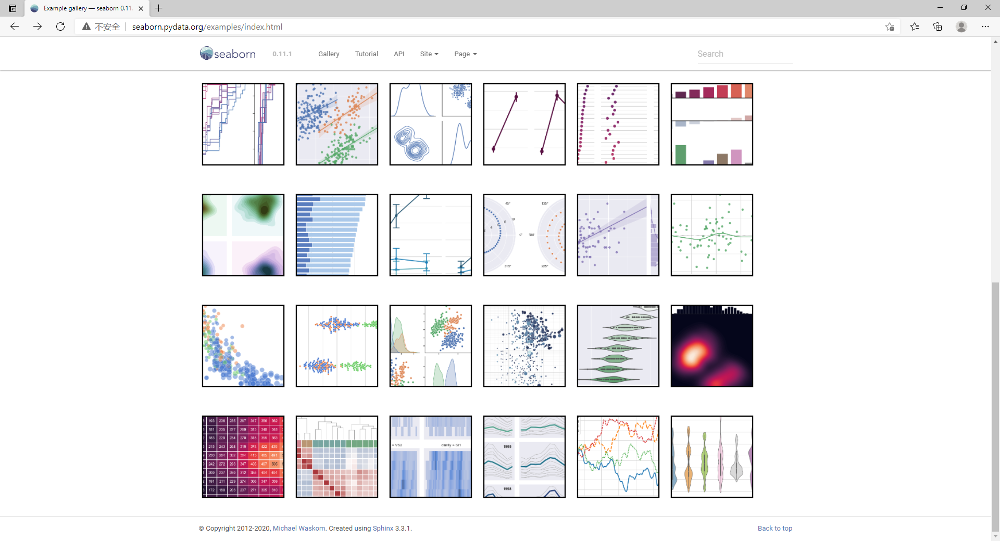 Example gallery — seaborn 0.11.
不安全 seaborn.pydata.org/examples/index.html
seaborn 0.11.1 Gallery Tutorial API Site Page Search
45° 135°
4 8
0° 180°
315° 225°
193 236 235 267 317 356 362
181 235 227 269 313 348 348
183 229 234 270 318 355 363
215 243 264 315 374 422 435
230 264 302 364 413 465 491
242 272 293 347 405 467 505
209 237 259 312 355 404 404
191 211 229 274 306 347 359
172 180 203 237 271 305 310
= VS2 clarity = SI1
1955
1958
© Copyright 2012-2020, Michael Waskom. Created using Sphinx 3.3.1. Back to top